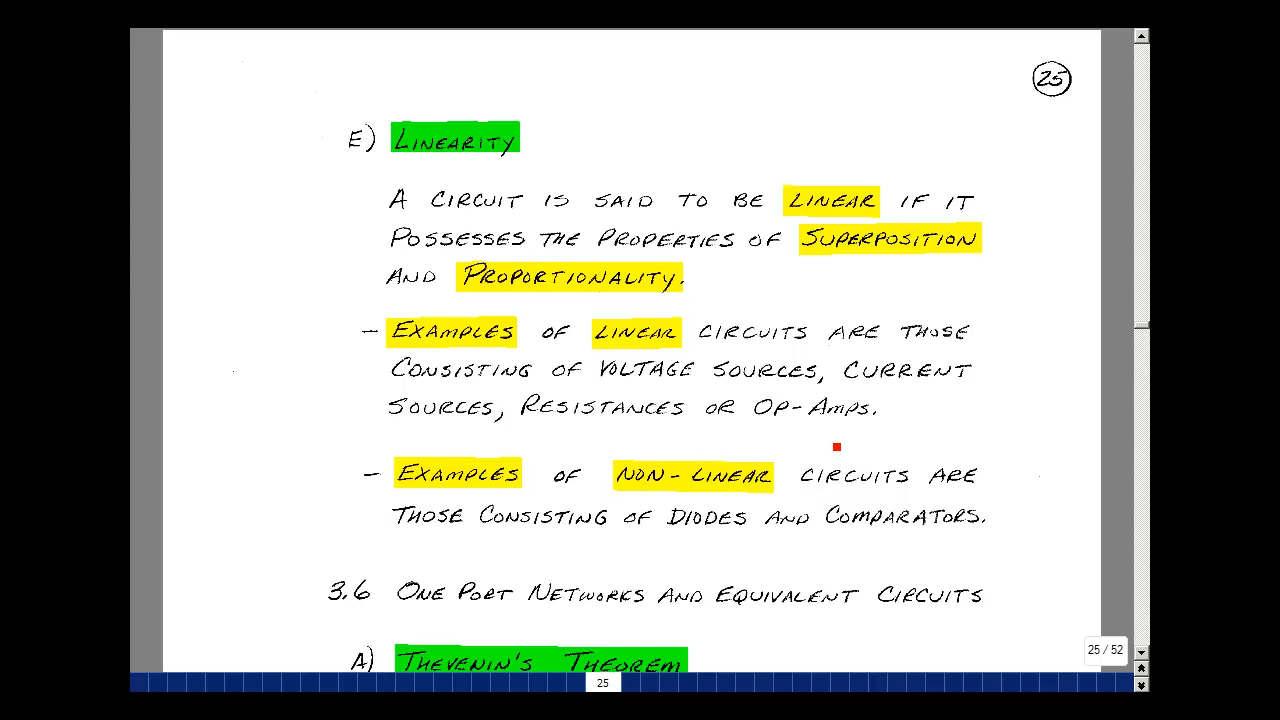 25
E) LINEARITY
A CIRCUIT IS SAID TO BE LINEAR IF IT
POSSESSES THE PROPERTIES OF SUPERPOSITION
AND PROPORTIONALITY.
- EXAMPLES OF LINEAR CIRCUITS ARE THOSE
CONSISTING OF VOLTAGE SOURCES, CURRENT
SOURCES, RESISTANCES OR OP-AMPS.
- EXAMPLES OF NON-LINEAR CIRCUITS ARE
THOSE CONSISTING OF DIODES AND COMPARATORS.
3.6 ONE PORT NETWORKS AND EQUIVALENT CIRCUITS
A) THEVENIN'S THEOREM
25 / 52
25